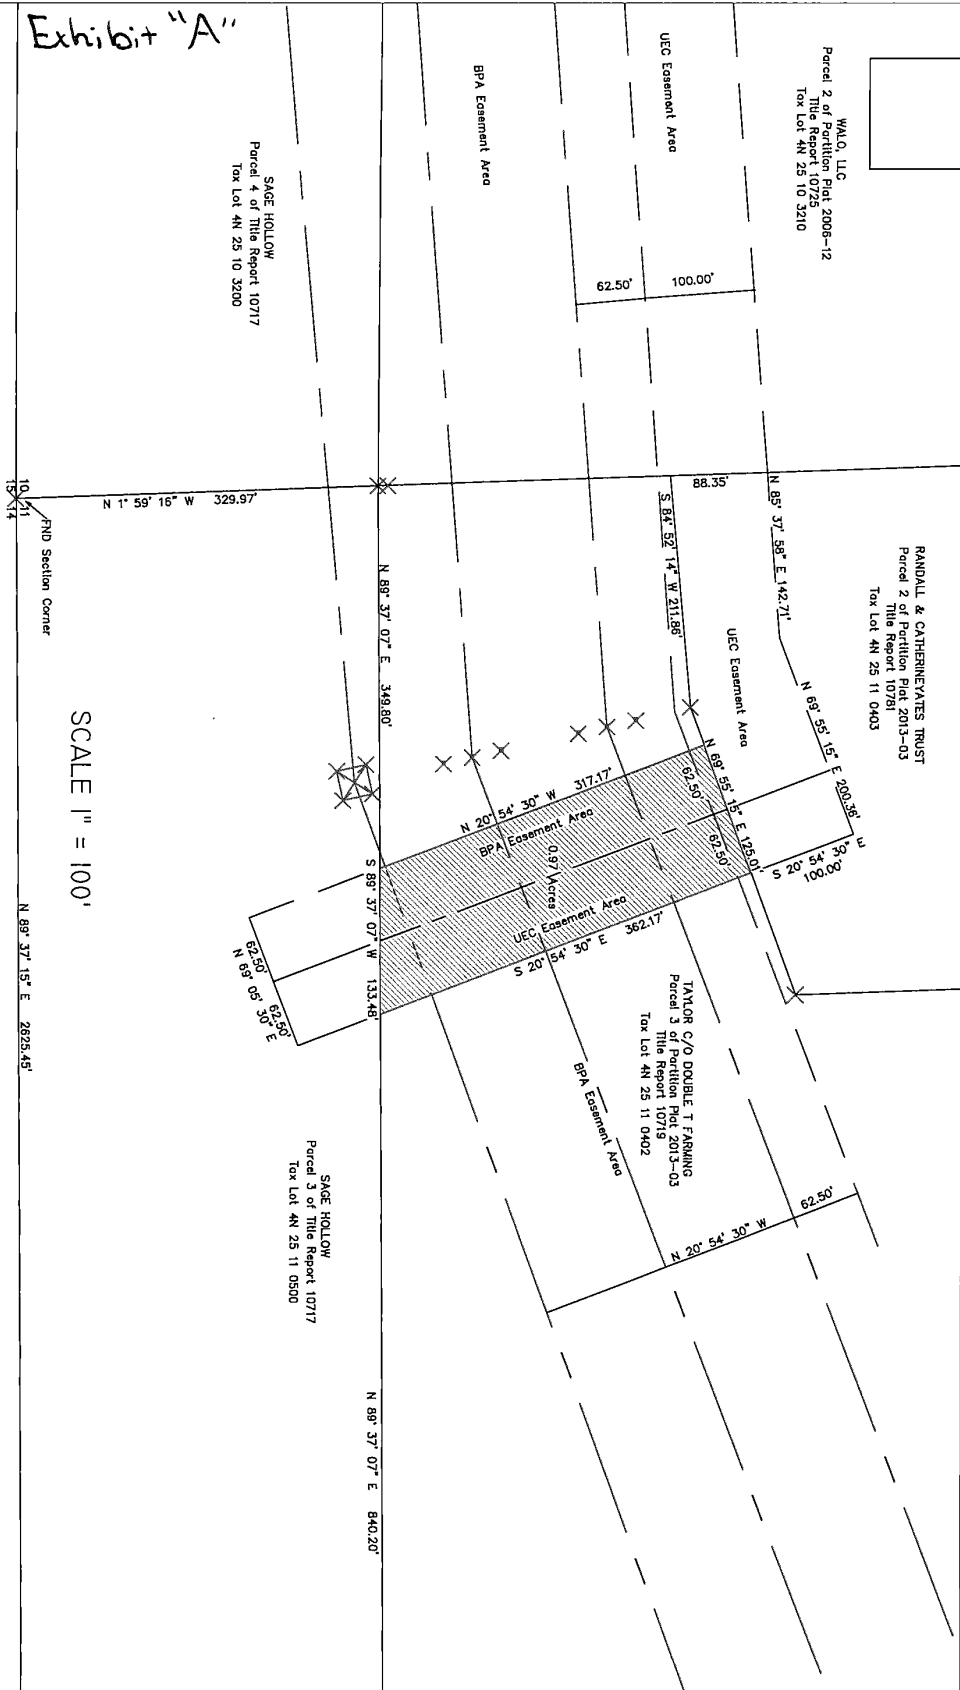 Exhibit "A"
WALO, LLC
Parcel 2 of Partition Plat 2006-12
Title Report 10725
Tax Lot 4N 25 10 3210
UEC Easement Area
BPA Easement Area
SAGE HOLLOW
Parcel 4 of Title Report 10717
Tax Lot 4N 25 10 3200
62.50'
100.00'
RANDALL & CATHERINEYATES TRUST
Parcel 2 of Partition Plat 2013-03
Title Report 10781
Tax Lot 4N 25 11 0403
N 85° 37' 58" E 142.71'
88.35'
S 84° 52' 14" W 211.86'
N 1° 59' 16" W 329.97'
10 11
15 14
FND Section Corner
N 89° 37' 07" E 349.80'
UEC Easement Area
N 69° 55' 15" E 200.36'
S 20° 54' 30" E
100.00'
N 69° 55' 15" E 125.01'
62.50'
62.50'
N 20° 54' 30" W 317.17'
BPA Easement Area
0.97 Acres
UEC Easement Area
S 20° 54' 30" E 362.17'
S 89° 37' 07" W 133.48'
62.50'
62.50'
N 69° 05' 30" E
SCALE 1" = 100'
N 89° 37' 15" E 2625.45'
TAYLOR C/O DOUBLE T FARMING
Parcel 3 of Partition Plat 2013-03
Title Report 10719
Tax Lot 4N 25 11 0402
BPA Easement Area
62.50'
N 20° 54' 30" W
SAGE HOLLOW
Parcel 3 of Title Report 10717
Tax Lot 4N 25 11 0500
N 89° 37' 07" E 840.20'